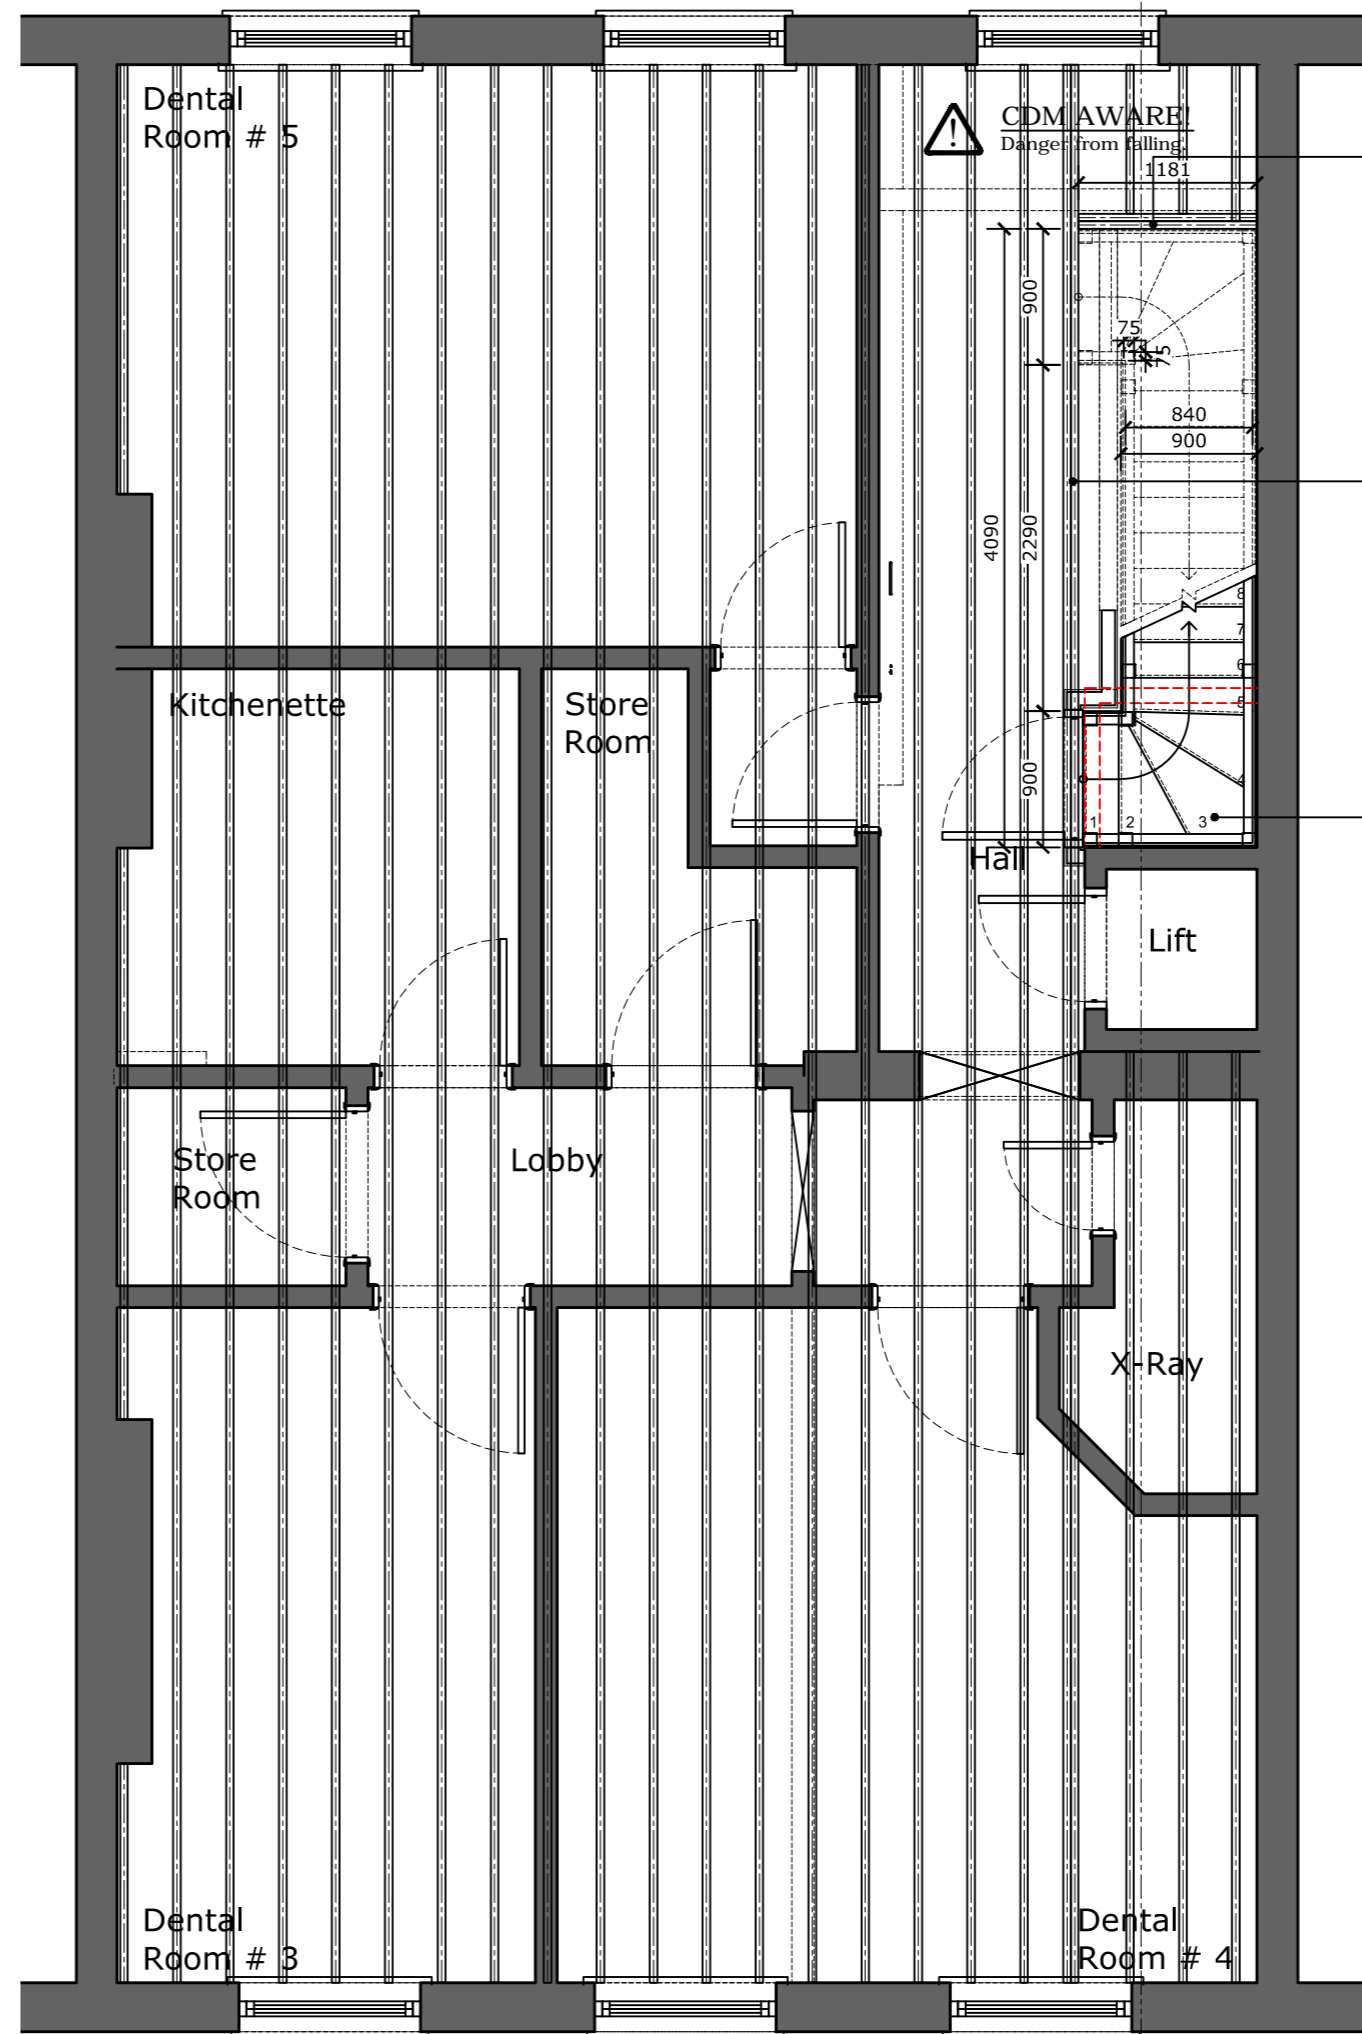 Dental
Room # 5
CDM AWARE!
Danger from falling.
1181
900
75
75
840
900
4090
2290
8
7
6
5
4
Kitchenette
Store
Room
900
1
2
3
Hall
Lift
Store
Room
Lobby
X-Ray
Dental
Room # 3
Dental
Room # 4